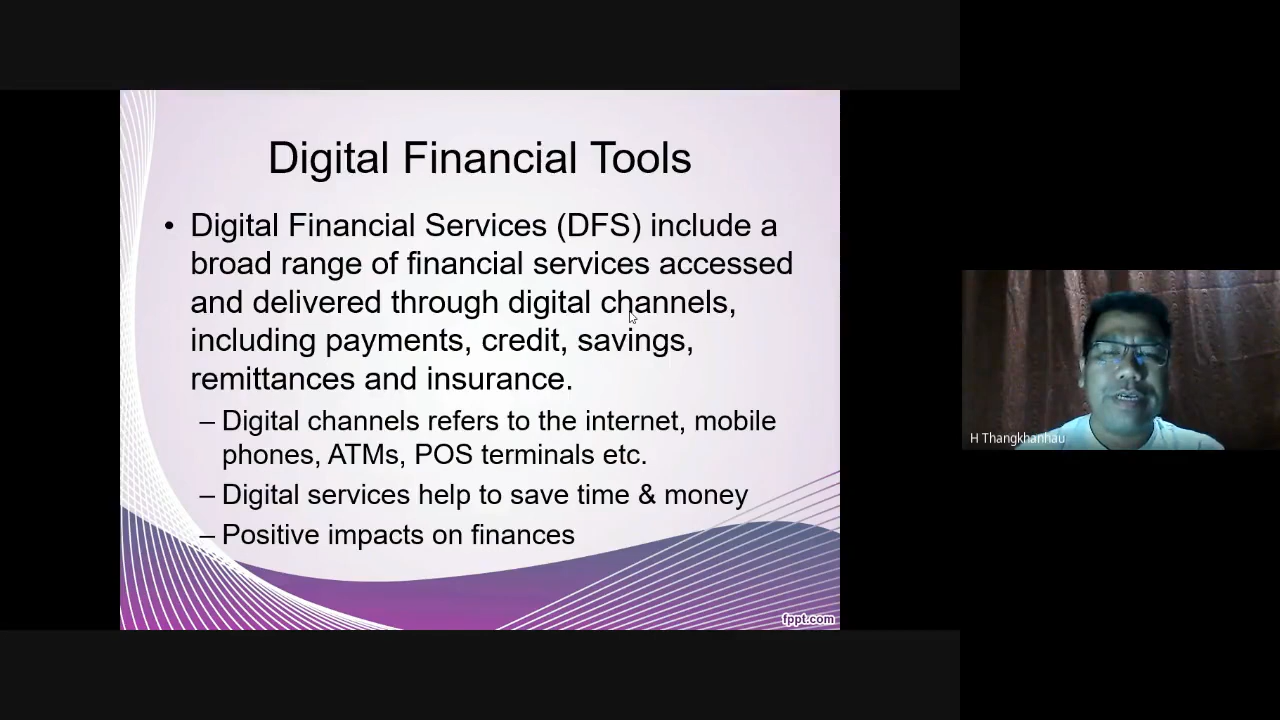 Digital Financial Tools
• Digital Financial Services (DFS) include a
broad range of financial services accessed
and delivered through digital channels,
including payments, credit, savings,
remittances and insurance.
– Digital channels refers to the internet, mobile
phones, ATMs, POS terminals etc.
– Digital services help to save time & money
– Positive impacts on finances
fppt.com
H Thangkhanhau